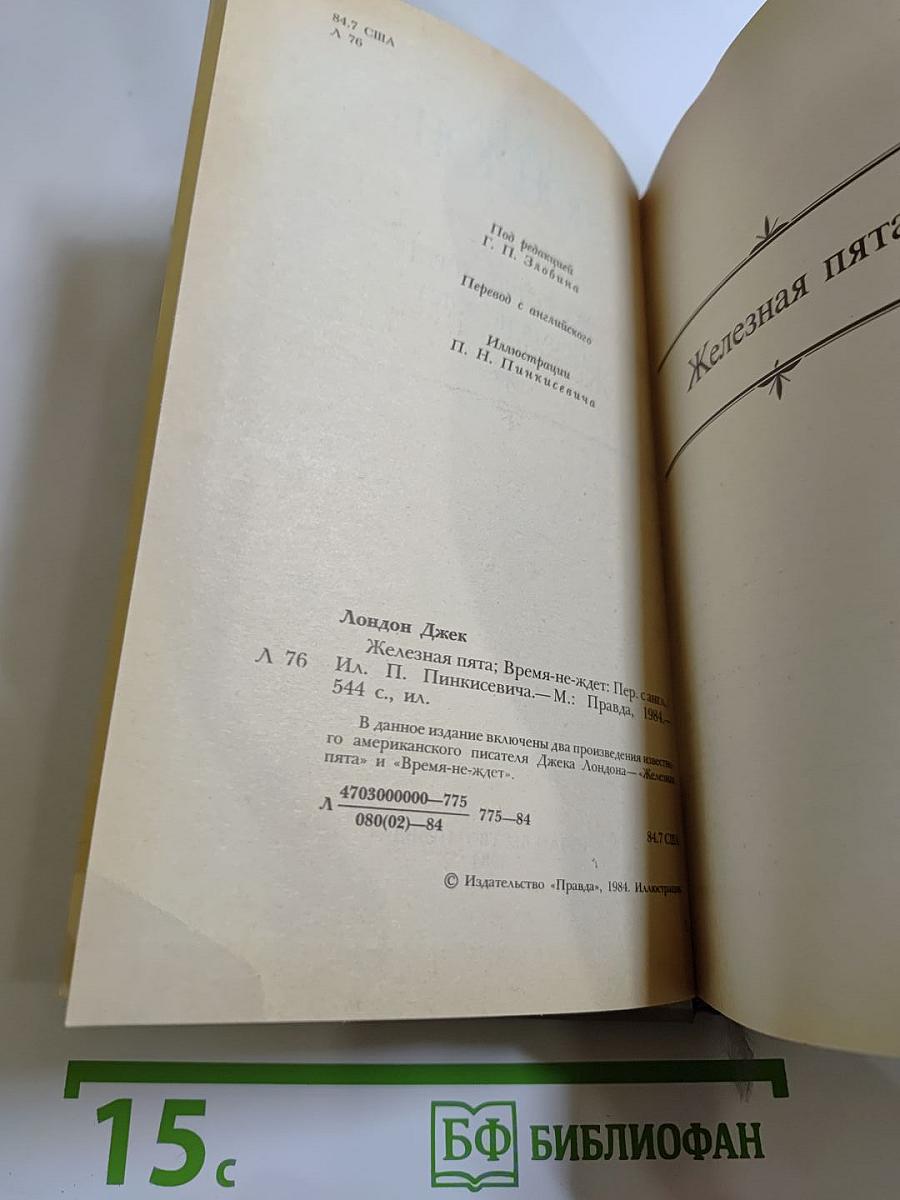 84.7 США
Л 76
Под редакцией
Г. П. Злобина
Перевод с английского
Иллюстрации
П. Н. Пинкисевича
Лондон Джек
Железная пята; Время-не-ждет: Пер. с англ.
Л 76 Ил. П. Пинкисевича.— М.: Правда, 1984.—
544 с., ил.
В данное издание включены два произведения известно-
го американского писателя Джека Лондона—«Железная
пята» и «Время-не-ждет».
Л 4703000000—775
080(02)—84
775—84
84.7 США
© Издательство «Правда», 1984. Иллюстрации
Железная пята
15 с
БФ БИБЛИОФАН